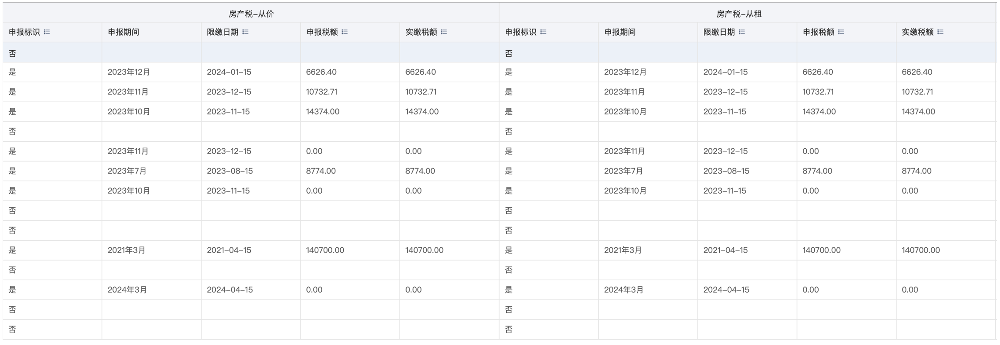 房产税-从价 房产税-从租
申报标识 申报期间 限缴日期 申报税额 实缴税额 申报标识 申报期间 限缴日期 申报税额 实缴税额
否 否
是 2023年12月 2024-01-15 6626.40 6626.40 是 2023年12月 2024-01-15 6626.40 6626.40
是 2023年11月 2023-12-15 10732.71 10732.71 是 2023年11月 2023-12-15 10732.71 10732.71
是 2023年10月 2023-11-15 14374.00 14374.00 是 2023年10月 2023-11-15 14374.00 14374.00
否 否
是 2023年11月 2023-12-15 0.00 0.00 是 2023年11月 2023-12-15 0.00 0.00
是 2023年7月 2023-08-15 8774.00 8774.00 是 2023年7月 2023-08-15 8774.00 8774.00
是 2023年10月 2023-11-15 0.00 0.00 是 2023年10月 2023-11-15 0.00 0.00
否 否
否 否
是 2021年3月 2021-04-15 140700.00 140700.00 是 2021年3月 2021-04-15 140700.00 140700.00
否 否
是 2024年3月 2024-04-15 0.00 0.00 是 2024年3月 2024-04-15 0.00 0.00
否 否
否 否